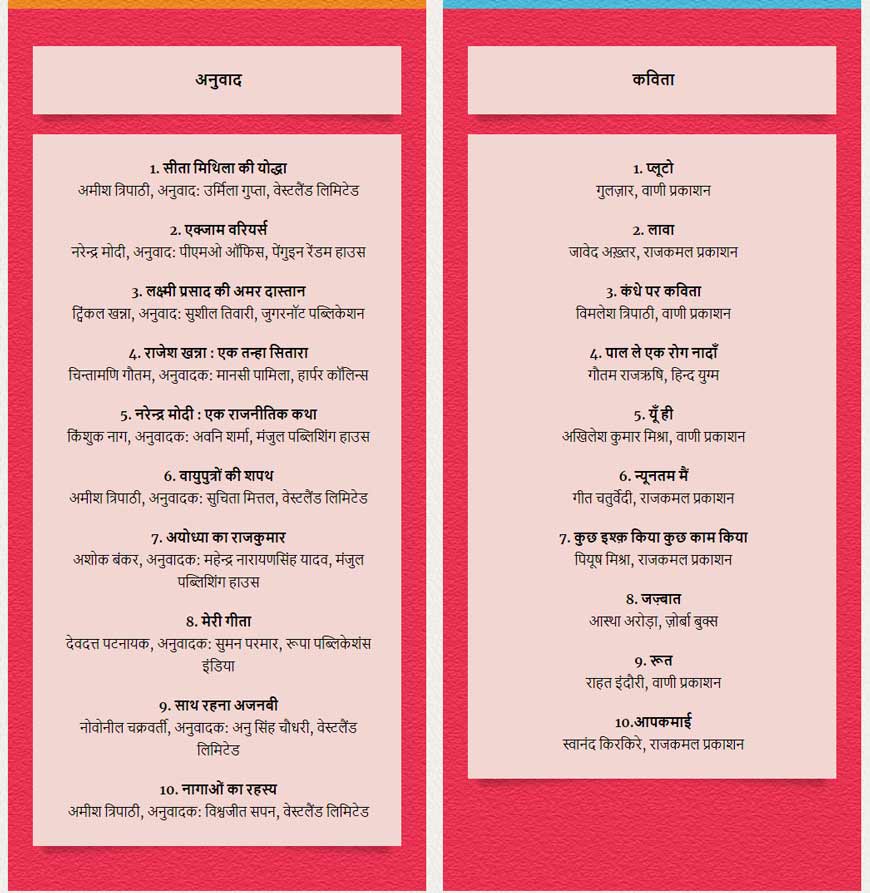 अनुवाद
1. सीता मिथिला की योद्धा
अमीश त्रिपाठी, अनुवाद: उर्मिला गुप्ता, वेस्टलैंड लिमिटेड
2. एक्जाम वरियर्स
नरेन्द्र मोदी, अनुवाद: पीएमओ ऑफिस, पेंगुइन रेंडम हाउस
3. लक्ष्मी प्रसाद की अमर दास्तान
ट्विंकल खन्ना, अनुवाद: सुशील तिवारी, जुगरनॉट पब्लिकेशन
4. राजेश खन्ना : एक तन्हा सितारा
चिन्तामणि गौतम, अनुवादक: मानसी पामिला, हार्पर कॉलिन्स
5. नरेन्द्र मोदी : एक राजनीतिक कथा
किंशुक नाग, अनुवादक: अवनि शर्मा, मंजुल पब्लिशिंग हाउस
6. वायुपुत्रों की शपथ
अमीश त्रिपाठी, अनुवादक: सुचिता मित्तल, वेस्टलैंड लिमिटेड
7. अयोध्या का राजकुमार
अशोक बंकर, अनुवादक: महेन्द्र नारायणसिंह यादव, मंजुल
पब्लिशिंग हाउस
8. मेरी गीता
देवदत्त पटनायक, अनुवादक: सुमन परमार, रूपा पब्लिकेशंस
इंडिया
9. साथ रहना अजनबी
नोवोनील चक्रवर्ती, अनुवादक: अनु सिंह चौधरी, वेस्टलैंड
लिमिटेड
10. नागाओं का रहस्य
अमीश त्रिपाठी, अनुवादक: विश्वजीत सपन, वेस्टलैंड लिमिटेड
कविता
1. प्लूटो
गुलज़ार, वाणी प्रकाशन
2. लावा
जावेद अख़्तर, राजकमल प्रकाशन
3. कंधे पर कविता
विमलेश त्रिपाठी, वाणी प्रकाशन
4. पाल ले एक रोग नादाँ
गौतम राजऋषि, हिन्द युग्म
5. यूँ ही
अखिलेश कुमार मिश्रा, वाणी प्रकाशन
6. न्यूनतम मैं
गीत चतुर्वेदी, राजकमल प्रकाशन
7. कुछ इश्क़ किया कुछ काम किया
पियूष मिश्रा, राजकमल प्रकाशन
8. जज़्बात
आस्था अरोड़ा, ज़ोर्बा बुक्स
9. रूत
राहत इंदौरी, वाणी प्रकाशन
10.आपकमाई
स्वानंद किरकिरे, राजकमल प्रकाशन